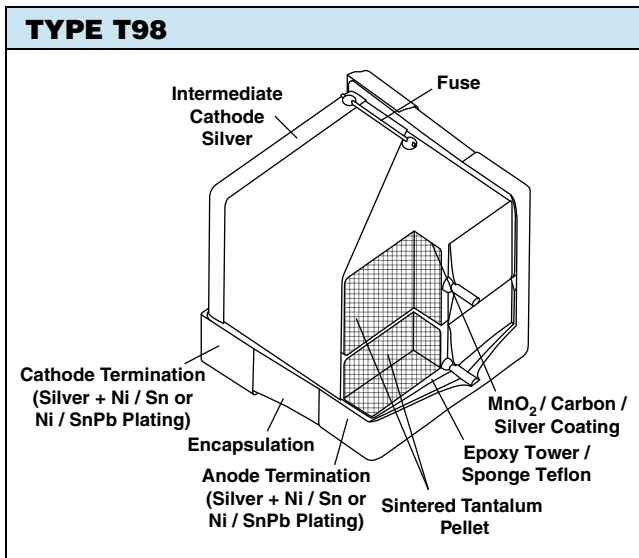 TYPE T98
Fuse
Intermediate
Cathode
Silver
Cathode Termination
(Silver + Ni / Sn or
Ni / SnPb Plating)
Encapsulation
Anode Termination
(Silver + Ni / Sn or
Ni / SnPb Plating)
MnO₂ / Carbon /
Silver Coating
Epoxy Tower /
Sponge Teflon
Sintered Tantalum
Pellet